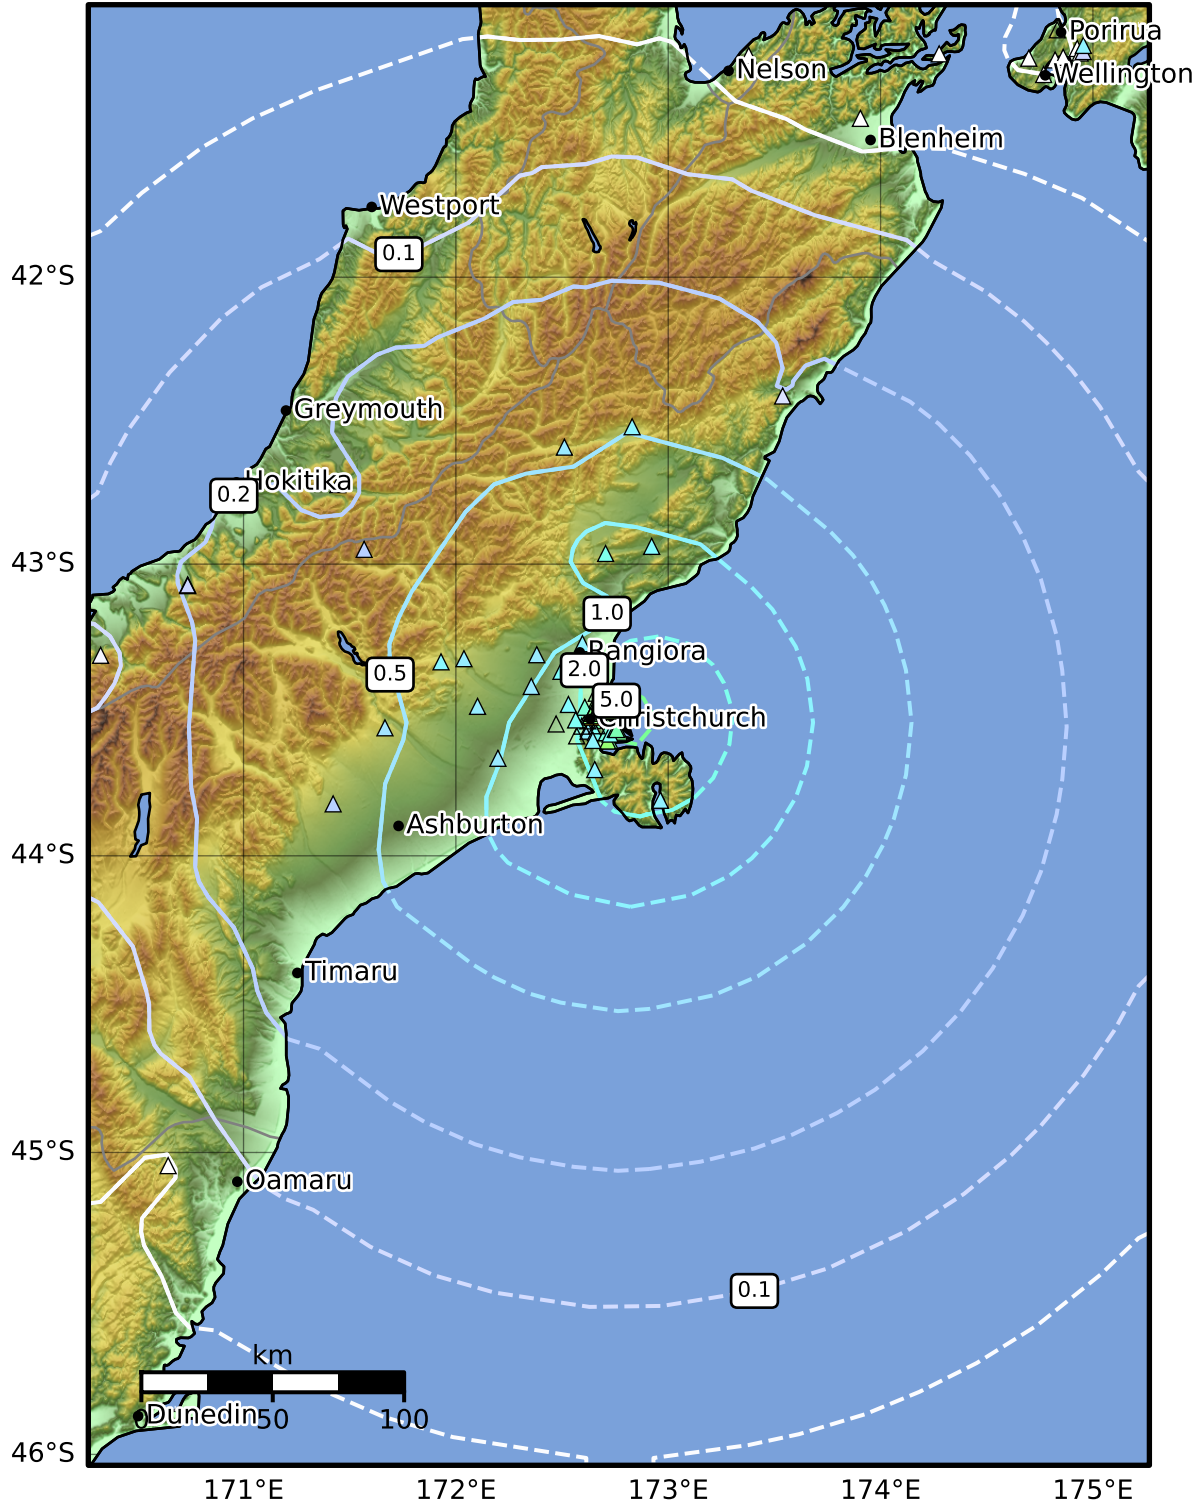 Porirua
Nelson
Wellington
Blenheim
Westport
0.1
42°S
Greymouth
Hokitika
0.2
43°S
1.0
Rangiora
2.0
0.5
5.0
Christchurch
Ashburton
44°S
Timaru
45°S
Oamaru
0.1
km
0 50 100
Dunedin
46°S
171°E 172°E 173°E 174°E 175°E